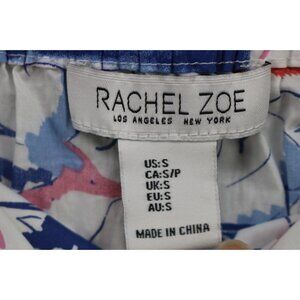 RACHEL ZOE
LOS ANGELES NEW YORK
US:S
CA:S/P
UK:S
EU:S
AU:S
MADE IN CHINA